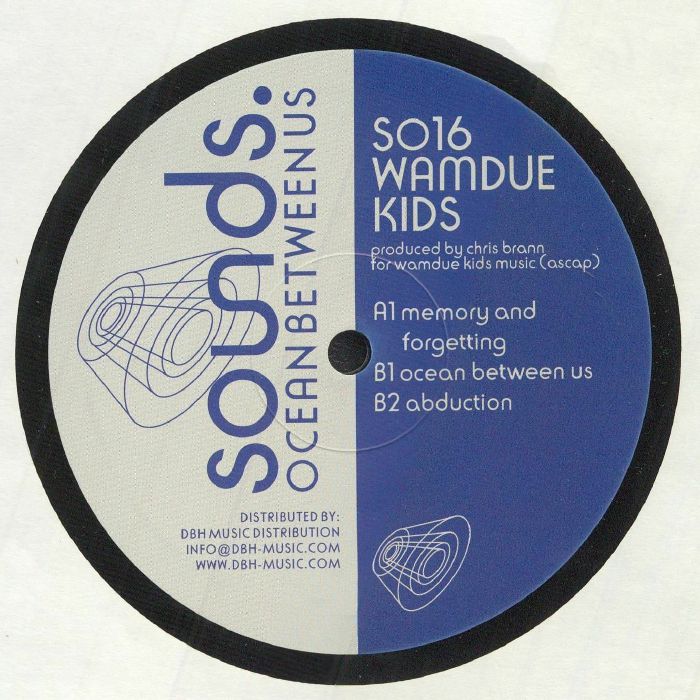 sounds.
OCEAN BETWEEN US
DISTRIBUTED BY:
DBH MUSIC DISTRIBUTION
INFO@DBH-MUSIC.COM
WWW.DBH-MUSIC.COM
SO16
WAMDUE
KIDS
produced by chris brann
for wamdue kids music (ascap)
A1 memory and
forgetting
B1 ocean between us
B2 abduction